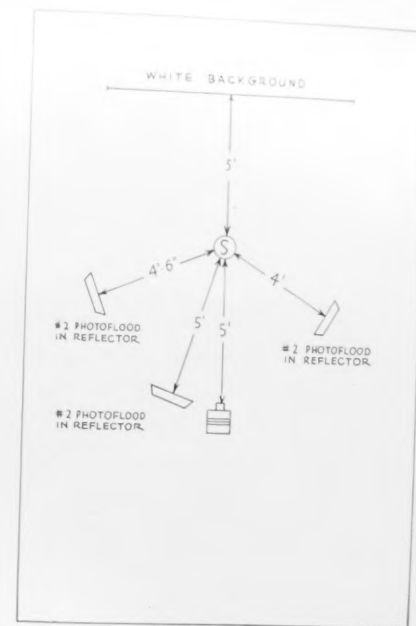 WHITE BACKGROUND
5'
S
4'-6"
4'
5'
5'
#2 PHOTOFLOOD
IN REFLECTOR
#2 PHOTOFLOOD
IN REFLECTOR
#2 PHOTOFLOOD
IN REFLECTOR